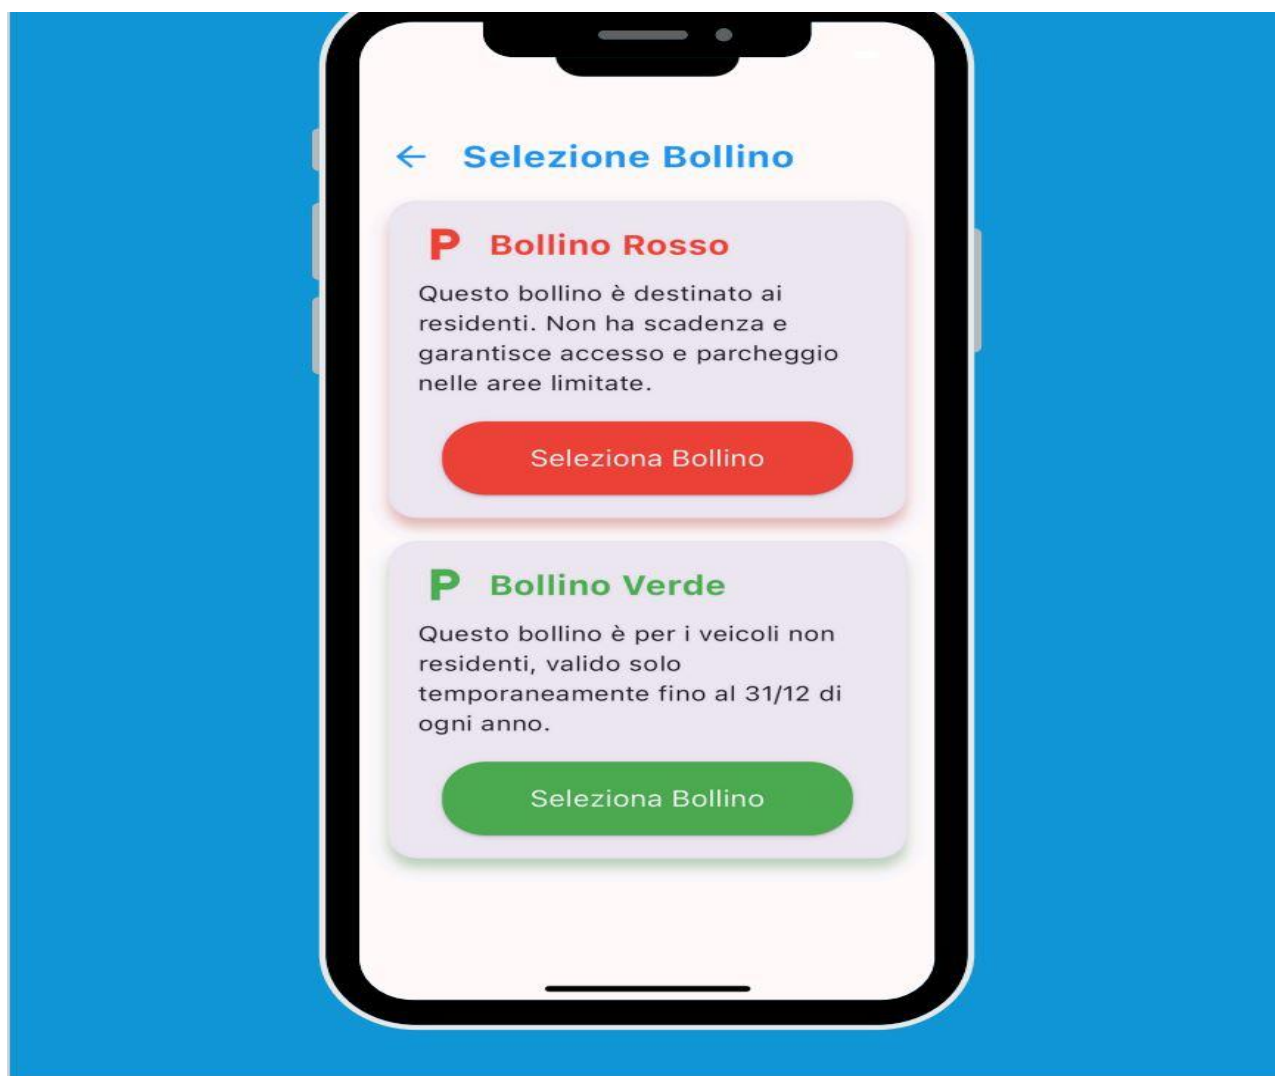 Selezione Bollino
P Bollino Rosso
Questo bollino è destinato ai
residenti. Non ha scadenza e
garantisce accesso e parcheggio
nelle aree limitate.
Seleziona Bollino
P Bollino Verde
Questo bollino è per i veicoli non
residenti, valido solo
temporaneamente fino al 31/12 di
ogni anno.
Seleziona Bollino